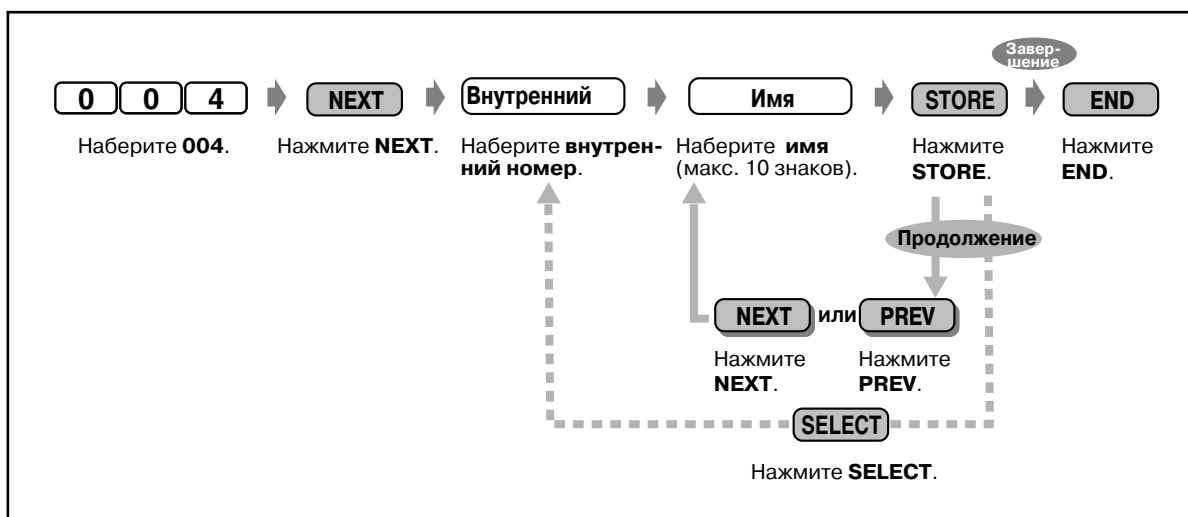 Завер-
шение
0 0 4 NEXT Внутренний Имя STORE END
Наберите 004. Нажмите NEXT. Наберите внутрен- Наберите имя Нажмите Нажмите
ний номер. (макс. 10 знаков). STORE. END.
Продолжение
NEXT или PREV
Нажмите Нажмите
NEXT. PREV.
SELECT
Нажмите SELECT.